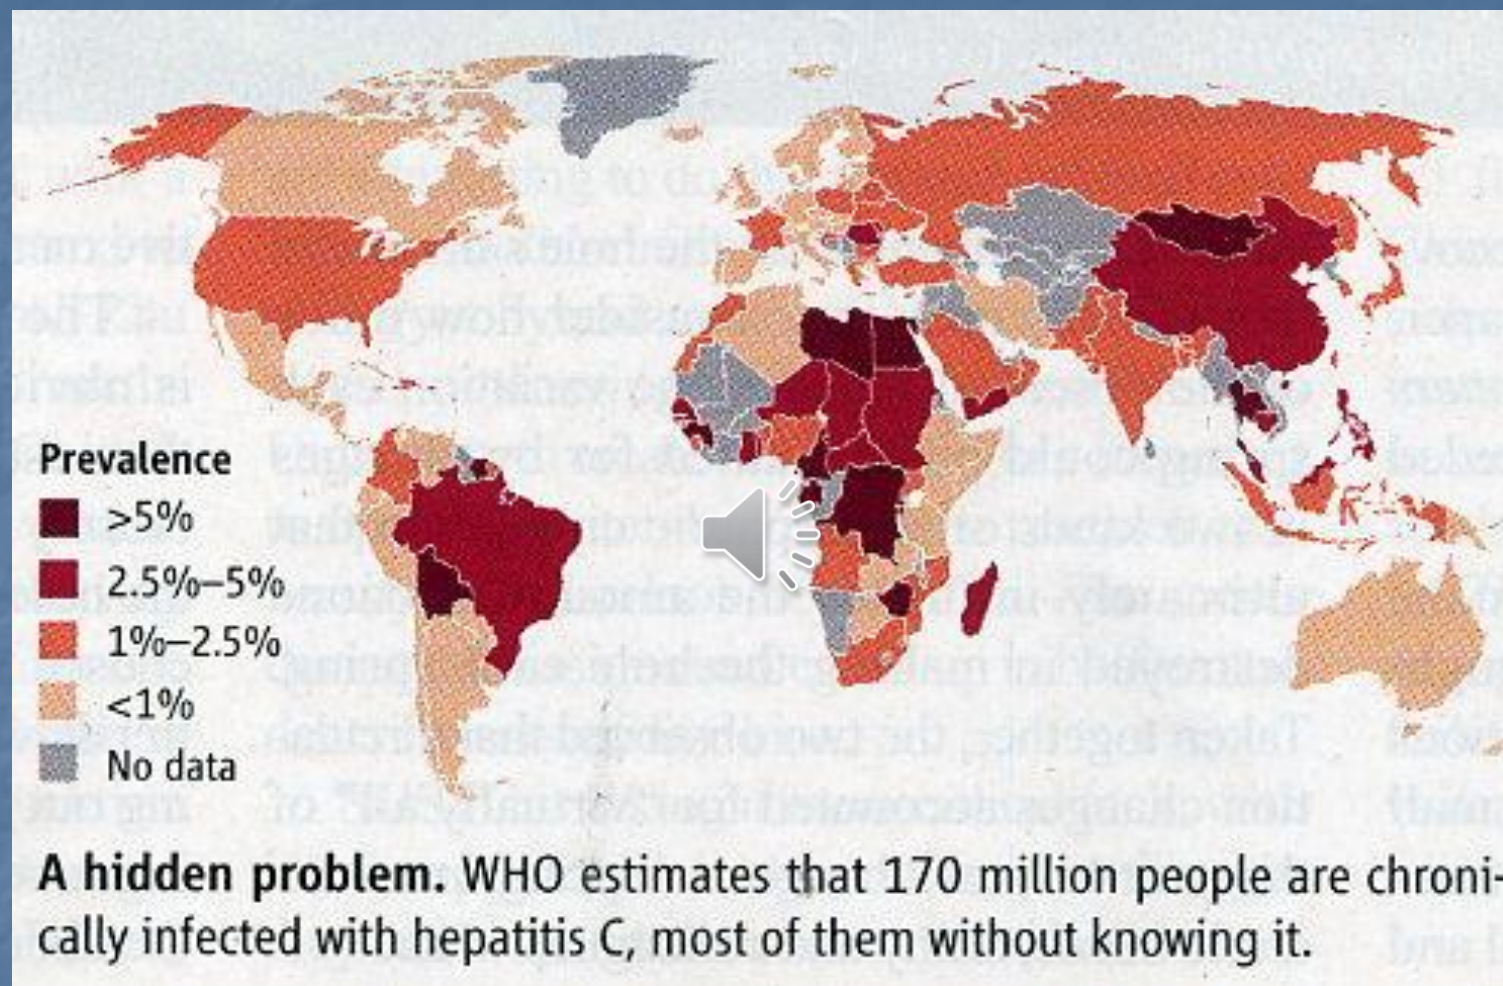 Prevalence
>5%
2.5%–5%
1%–2.5%
<1%
No data
A hidden problem. WHO estimates that 170 million people are chroni-
cally infected with hepatitis C, most of them without knowing it.